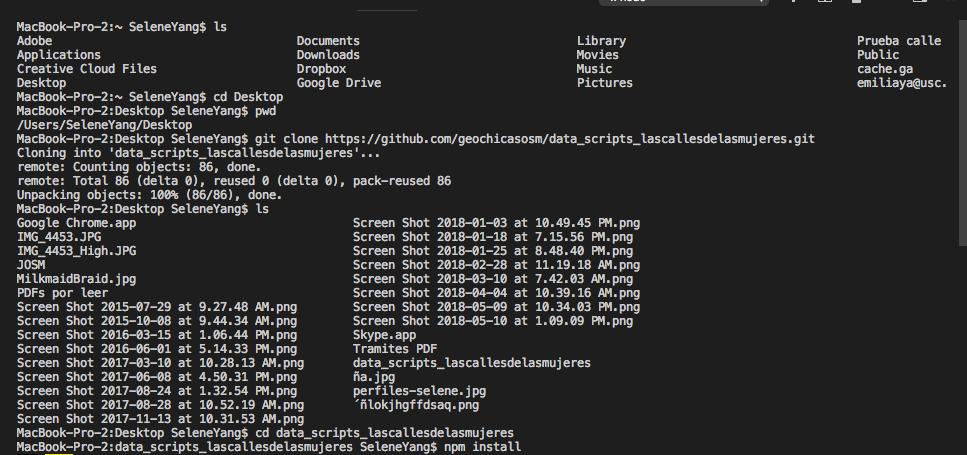 MacBook-Pro-2:~ SeleneYang$ ls
Adobe Documents Library Prueba calle
Applications Downloads Movies Public
Creative Cloud Files Dropbox Music cache.ga
Desktop Google Drive Pictures emiliaya@usc.
MacBook-Pro-2:~ SeleneYang$ cd Desktop
MacBook-Pro-2:Desktop SeleneYang$ pwd
/Users/SeleneYang/Desktop
MacBook-Pro-2:Desktop SeleneYang$ git clone https://github.com/geochicasosm/data_scripts_lascallesdelasmujeres.git
Cloning into 'data_scripts_lascallesdelasmujeres'...
remote: Counting objects: 86, done.
remote: Total 86 (delta 0), reused 0 (delta 0), pack-reused 86
Unpacking objects: 100% (86/86), done.
MacBook-Pro-2:Desktop SeleneYang$ ls
Google Chrome.app Screen Shot 2018-01-03 at 10.49.45 PM.png
IMG_4453.JPG Screen Shot 2018-01-18 at 7.15.56 PM.png
IMG_4453_High.JPG Screen Shot 2018-01-25 at 8.48.40 PM.png
JOSM Screen Shot 2018-02-28 at 11.19.18 AM.png
MilkmaidBraid.jpg Screen Shot 2018-03-10 at 7.42.03 AM.png
PDFs por leer Screen Shot 2018-04-04 at 10.39.16 AM.png
Screen Shot 2015-07-29 at 9.27.48 AM.png Screen Shot 2018-05-09 at 10.34.03 PM.png
Screen Shot 2015-10-08 at 9.44.34 AM.png Screen Shot 2018-05-10 at 1.09.09 PM.png
Screen Shot 2016-03-15 at 1.06.44 PM.png Skype.app
Screen Shot 2016-06-01 at 5.14.33 PM.png Tramites PDF
Screen Shot 2017-03-10 at 10.28.13 AM.png data_scripts_lascallesdelasmujeres
Screen Shot 2017-06-08 at 4.50.31 PM.png ña.jpg
Screen Shot 2017-08-24 at 1.32.54 PM.png perfiles-selene.jpg
Screen Shot 2017-08-28 at 10.52.19 AM.png ´ñlokjhgffdsaq.png
Screen Shot 2017-11-13 at 10.31.53 AM.png
MacBook-Pro-2:Desktop SeleneYang$ cd data_scripts_lascallesdelasmujeres
MacBook-Pro-2:data_scripts_lascallesdelasmujeres SeleneYang$ npm install